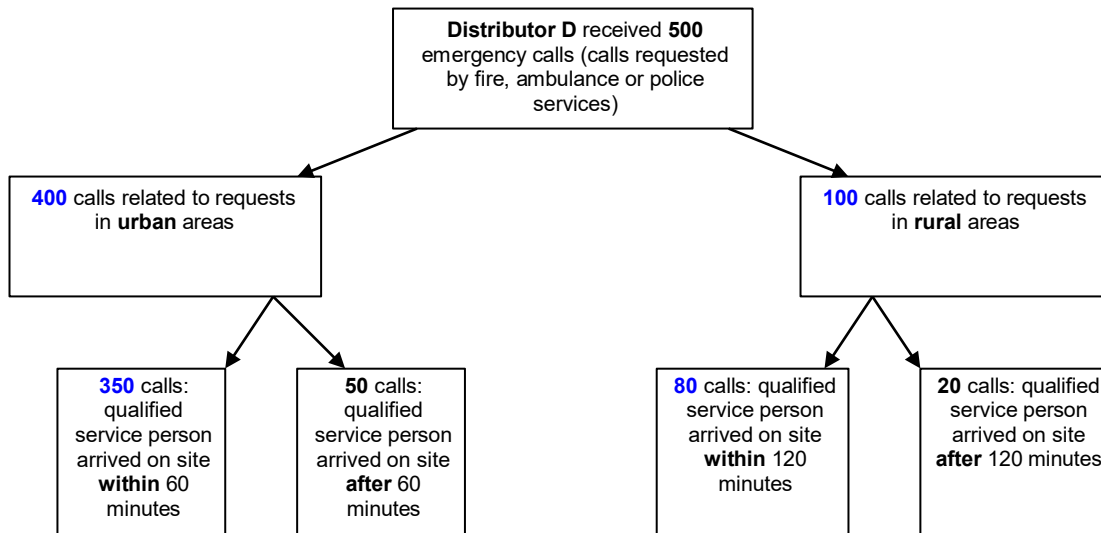 Distributor D received 500
emergency calls (calls requested
by fire, ambulance or police
services)
400 calls related to requests
in urban areas
100 calls related to requests
in rural areas
350 calls:
qualified
service person
arrived on site
within 60
minutes
50 calls:
qualified
service person
arrived on site
after 60
minutes
80 calls: qualified
service person
arrived on site
within 120
minutes
20 calls: qualified
service person
arrived on site
after 120 minutes